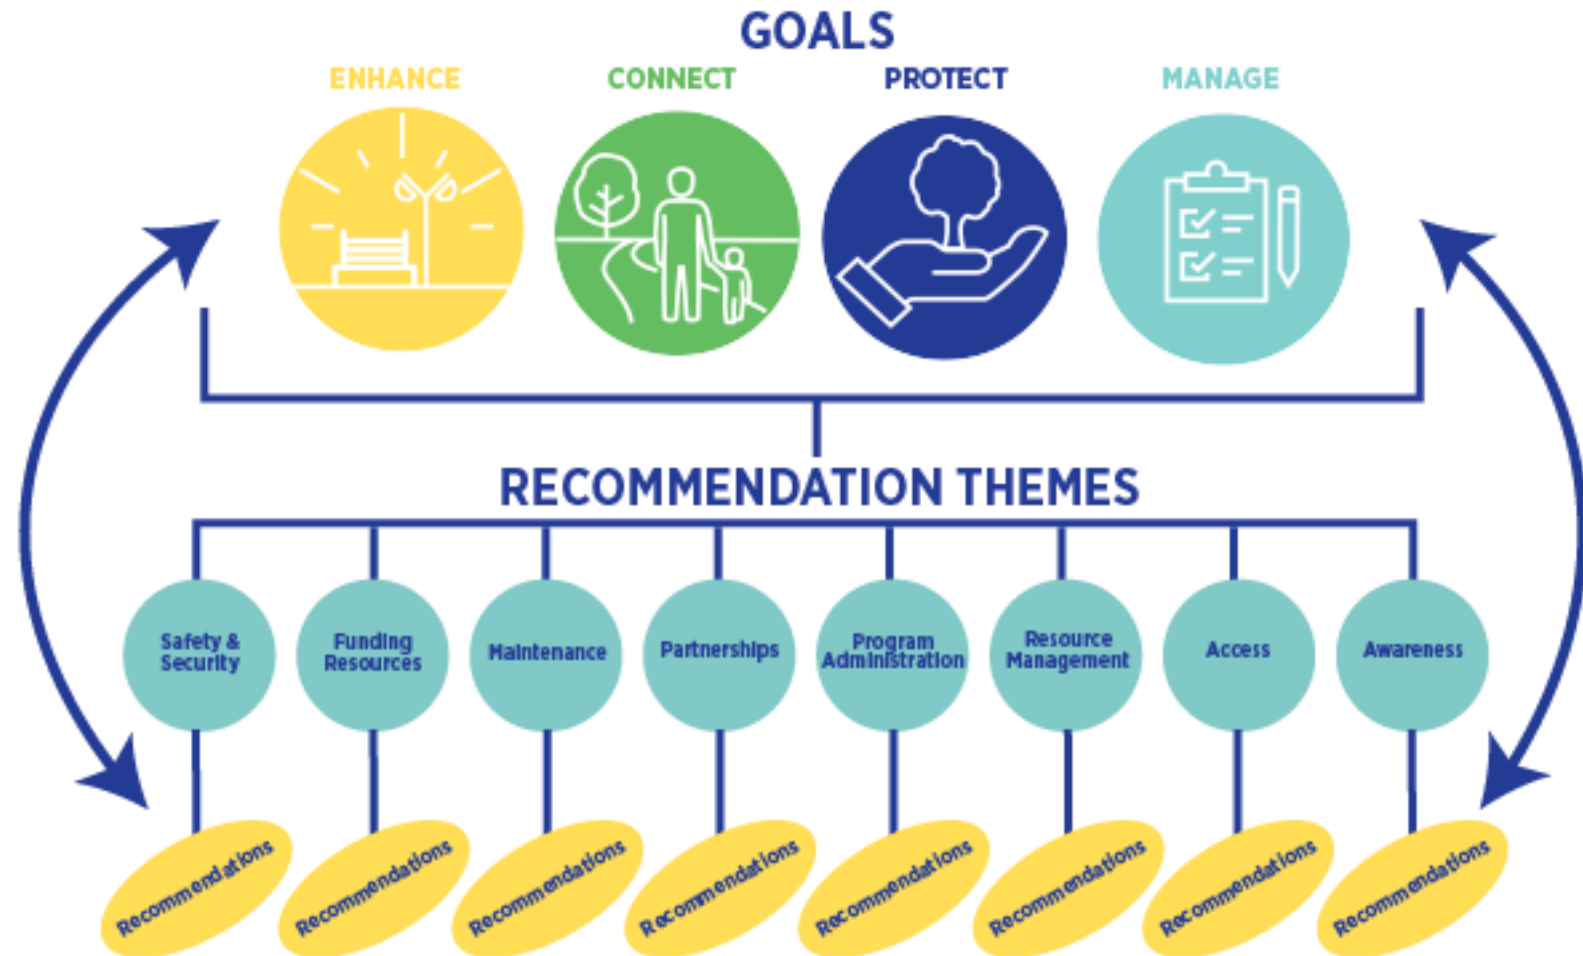 GOALS
ENHANCE
CONNECT
PROTECT
MANAGE
RECOMMENDATION THEMES
Safety &
Security
Funding
Resources
Maintenance
Partnerships
Program
Administration
Resource
Management
Access
Awareness
Recommendations
Recommendations
Recommendations
Recommendations
Recommendations
Recommendations
Recommendations
Recommendations